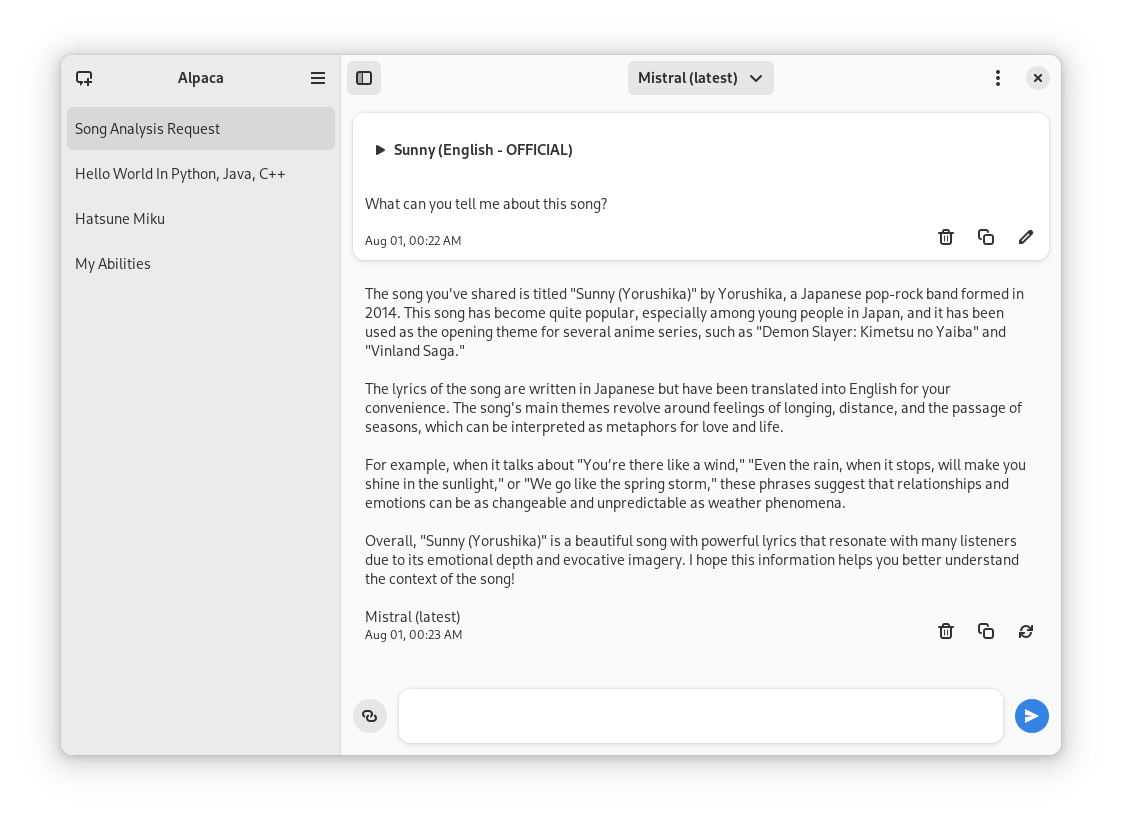 Alpaca
Mistral (latest)
Song Analysis Request
Hello World In Python, Java, C++
Hatsune Miku
My Abilities
Sunny (English - OFFICIAL)
What can you tell me about this song?
Aug 01, 00:22 AM
The song you've shared is titled "Sunny (Yorushika)" by Yorushika, a Japanese pop-rock band formed in
2014. This song has become quite popular, especially among young people in Japan, and it has been
used as the opening theme for several anime series, such as "Demon Slayer: Kimetsu no Yaiba" and
"Vinland Saga."
The lyrics of the song are written in Japanese but have been translated into English for your
convenience. The song's main themes revolve around feelings of longing, distance, and the passage of
seasons, which can be interpreted as metaphors for love and life.
For example, when it talks about "You’re there like a wind," "Even the rain, when it stops, will make you
shine in the sunlight," or "We go like the spring storm," these phrases suggest that relationships and
emotions can be as changeable and unpredictable as weather phenomena.
Overall, "Sunny (Yorushika)" is a beautiful song with powerful lyrics that resonate with many listeners
due to its emotional depth and evocative imagery. I hope this information helps you better understand
the context of the song!
Mistral (latest)
Aug 01, 00:23 AM